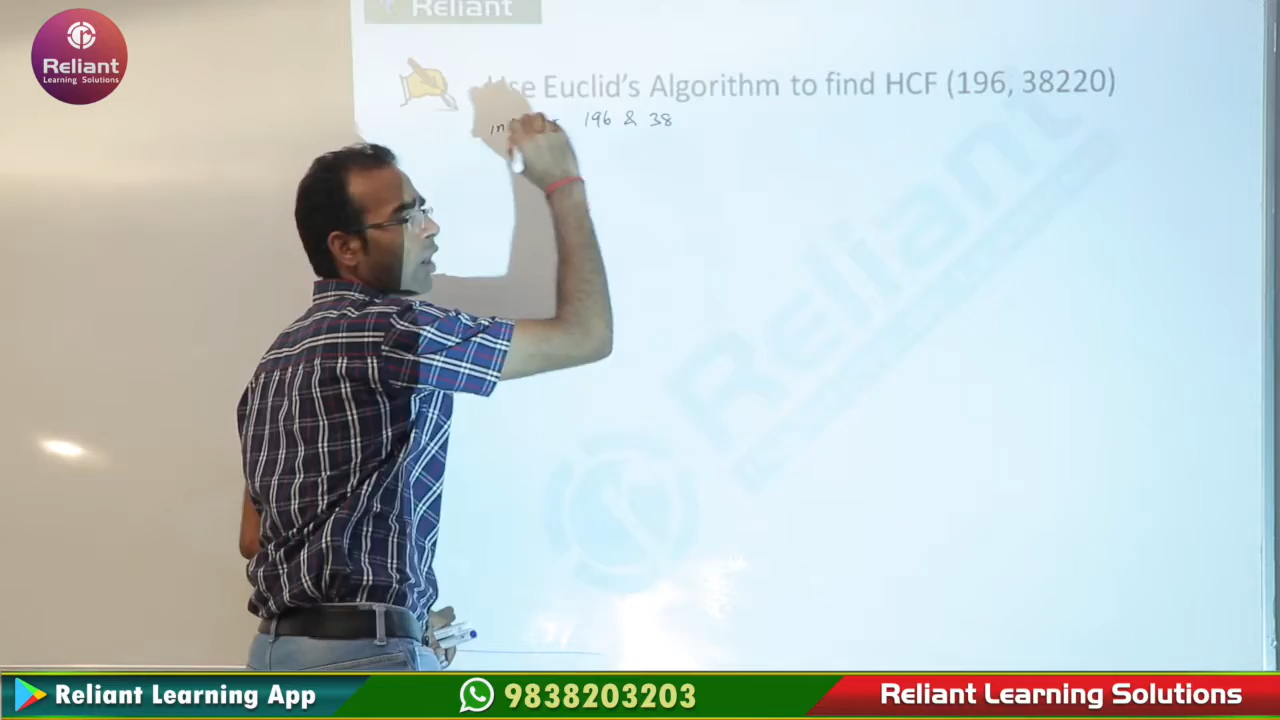 Reliant
Reliant
Learning Solutions
Euclid's Algorithm to find HCF (196, 38220)
196 & 38
Reliant
Reliant Learning App
9838203203
Reliant Learning Solutions